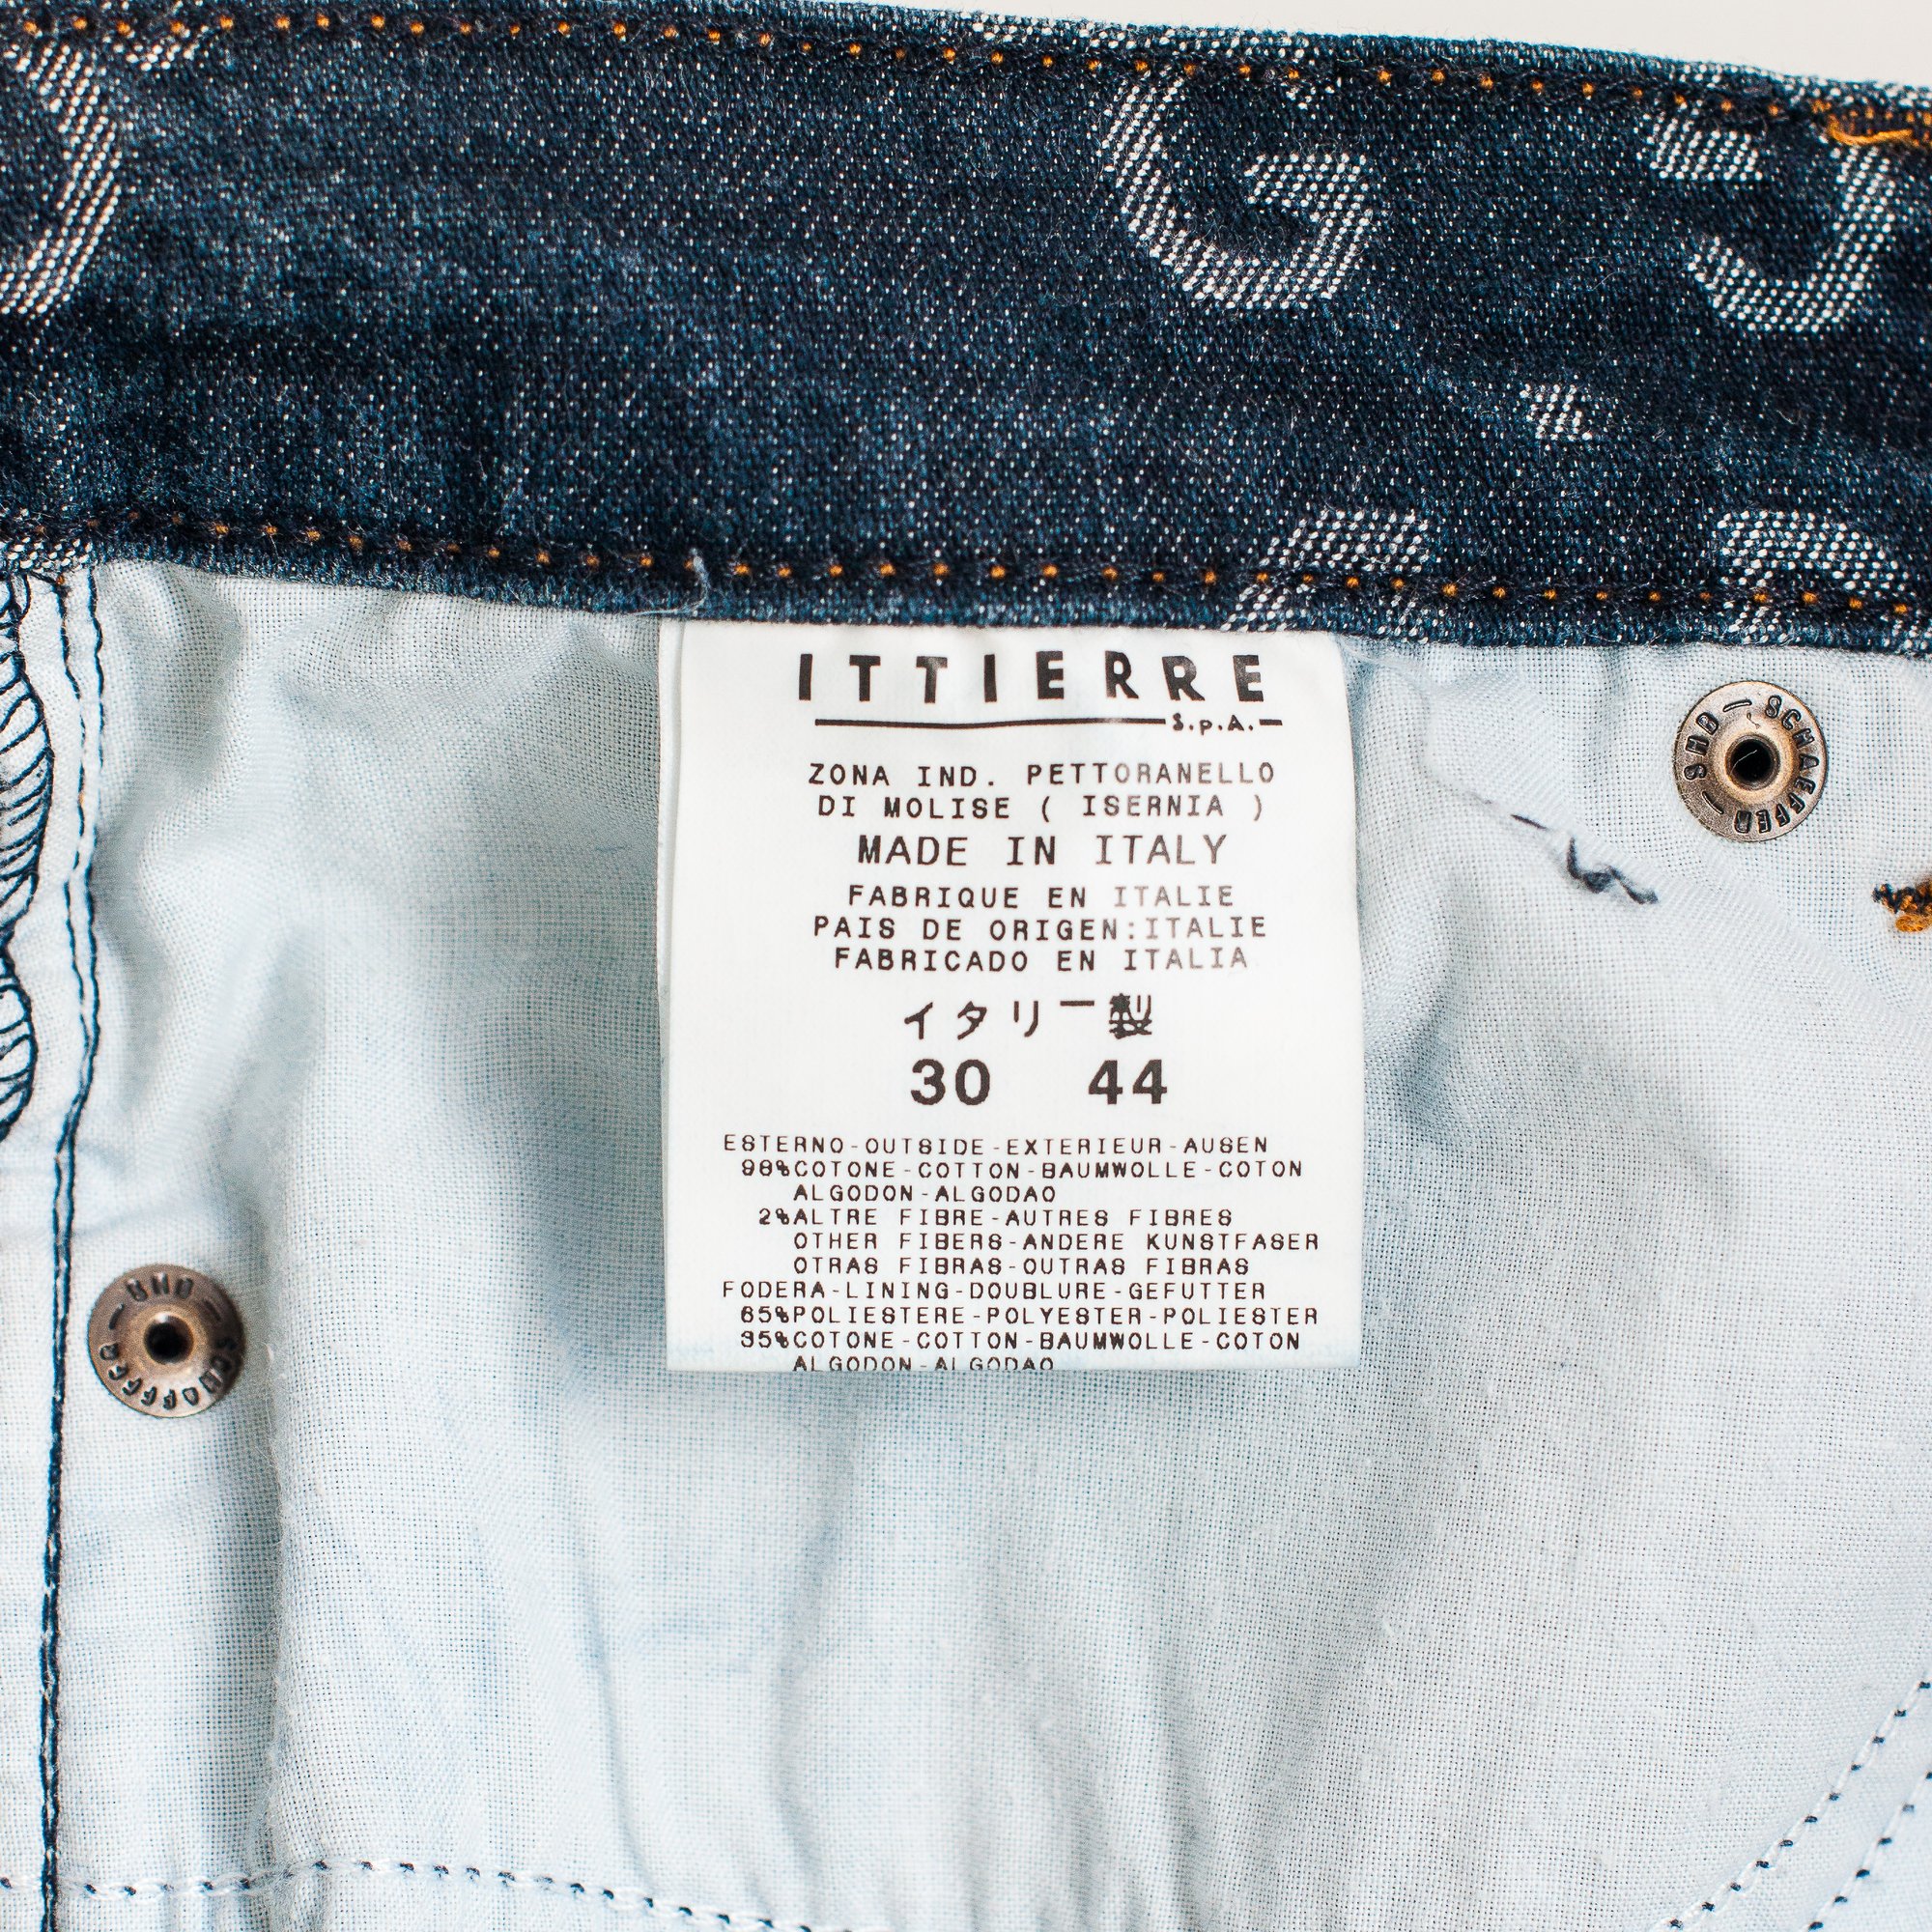 ITTIERRE
S.p.A.
ZONA IND. PETTORANELLO
DI MOLISE ( ISERNIA )
MADE IN ITALY
FABRIQUE EN ITALIE
PAIS DE ORIGEN:ITALIE
FABRICADO EN ITALIA
イタリー製
30 44
ESTERNO-OUTSIDE-EXTERIEUR-AUSEN
98%COTONE-COTTON-BAUMWOLLE-COTON
ALGODON-ALGODAO
2%ALTRE FIBRE-AUTRES FIBRES
OTHER FIBERS-ANDERE KUNSTFASER
OTRAS FIBRAS-OUTRAS FIBRAS
FODERA-LINING-DOUBLURE-GEFUTTER
65%POLIESTERE-POLYESTER-POLIESTER
35%COTONE-COTTON-BAUMWOLLE-COTON
ALGODON-ALGODAO
SCHAEFFER
SCHAEFFER